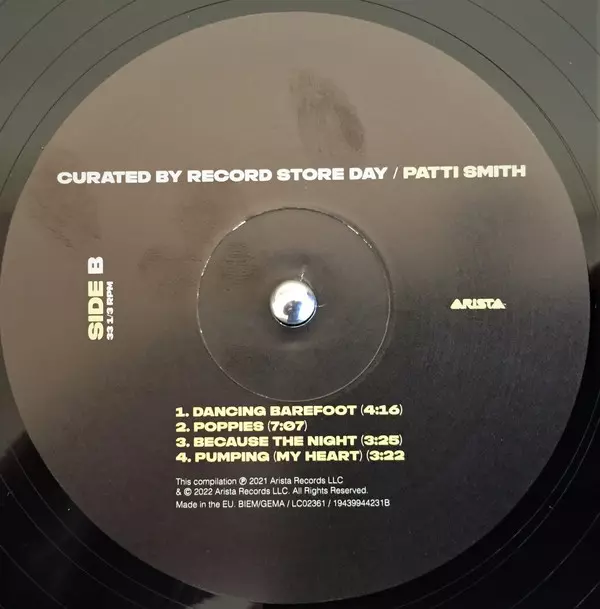 CURATED BY RECORD STORE DAY / PATTI SMITH
SIDE B
33 1/3 RPM
ARISTA
1. DANCING BAREFOOT (4:16)
2. POPPIES (7:07)
3. BECAUSE THE NIGHT (3:25)
4. PUMPING (MY HEART) (3:22
This compilation ℗ 2021 Arista Records LLC
& © 2022 Arista Records LLC. All Rights Reserved.
Made in the EU. BIEM/GEMA / LC02361 / 19439944231B